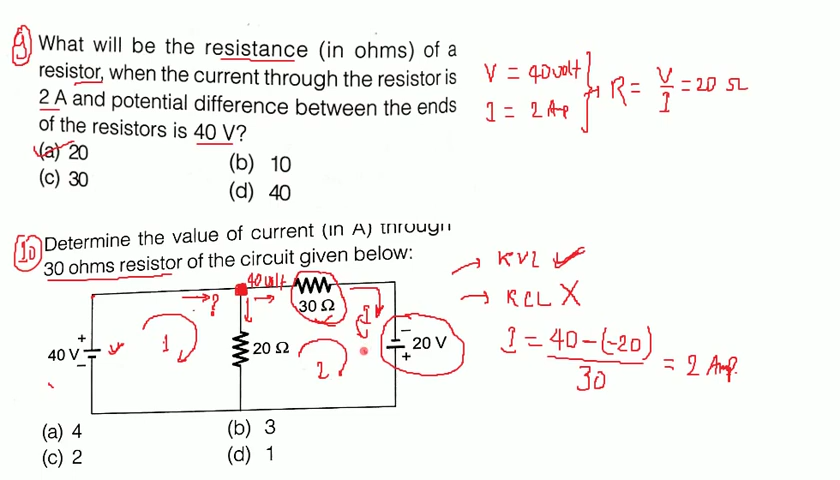 9 What will be the resistance (in ohms) of a
resistor, when the current through the resistor is
2 A and potential difference between the ends
of the resistors is 40 V?
(a) 20
(b) 10
(c) 30
(d) 40
V = 40 volt
I = 2 Amp
R = V/I = 20 Ω
10 Determine the value of current (in A) through
30 ohms resistor of the circuit given below:
40 volt
?
30 Ω
I
+
40 V
-
1
20 Ω
2
-
20 V
+
→ KVL ✓
→ KCL X
I = 40 - (-20) / 30 = 2 Amp.
(a) 4
(b) 3
(c) 2
(d) 1